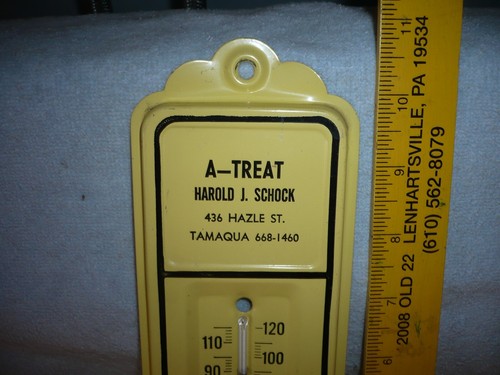 A-TREAT
HAROLD J. SCHOCK
436 HAZLE ST.
TAMAQUA 668-1460
120
110
100
90
2008 OLD 22 LENHARTSVILLE, PA 19534
(610) 562-8079
11
10
9
8
7
6